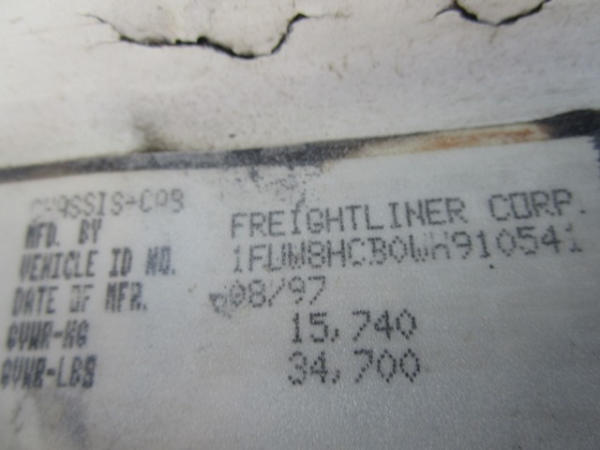 CHASSIS-CAB
MFD. BY FREIGHTLINER CORP.
VEHICLE ID NO. 1FUW8HCB0WH910541
DATE OF MFR. 08/97
GVWR-KG 15,740
GVWR-LBS 34,700